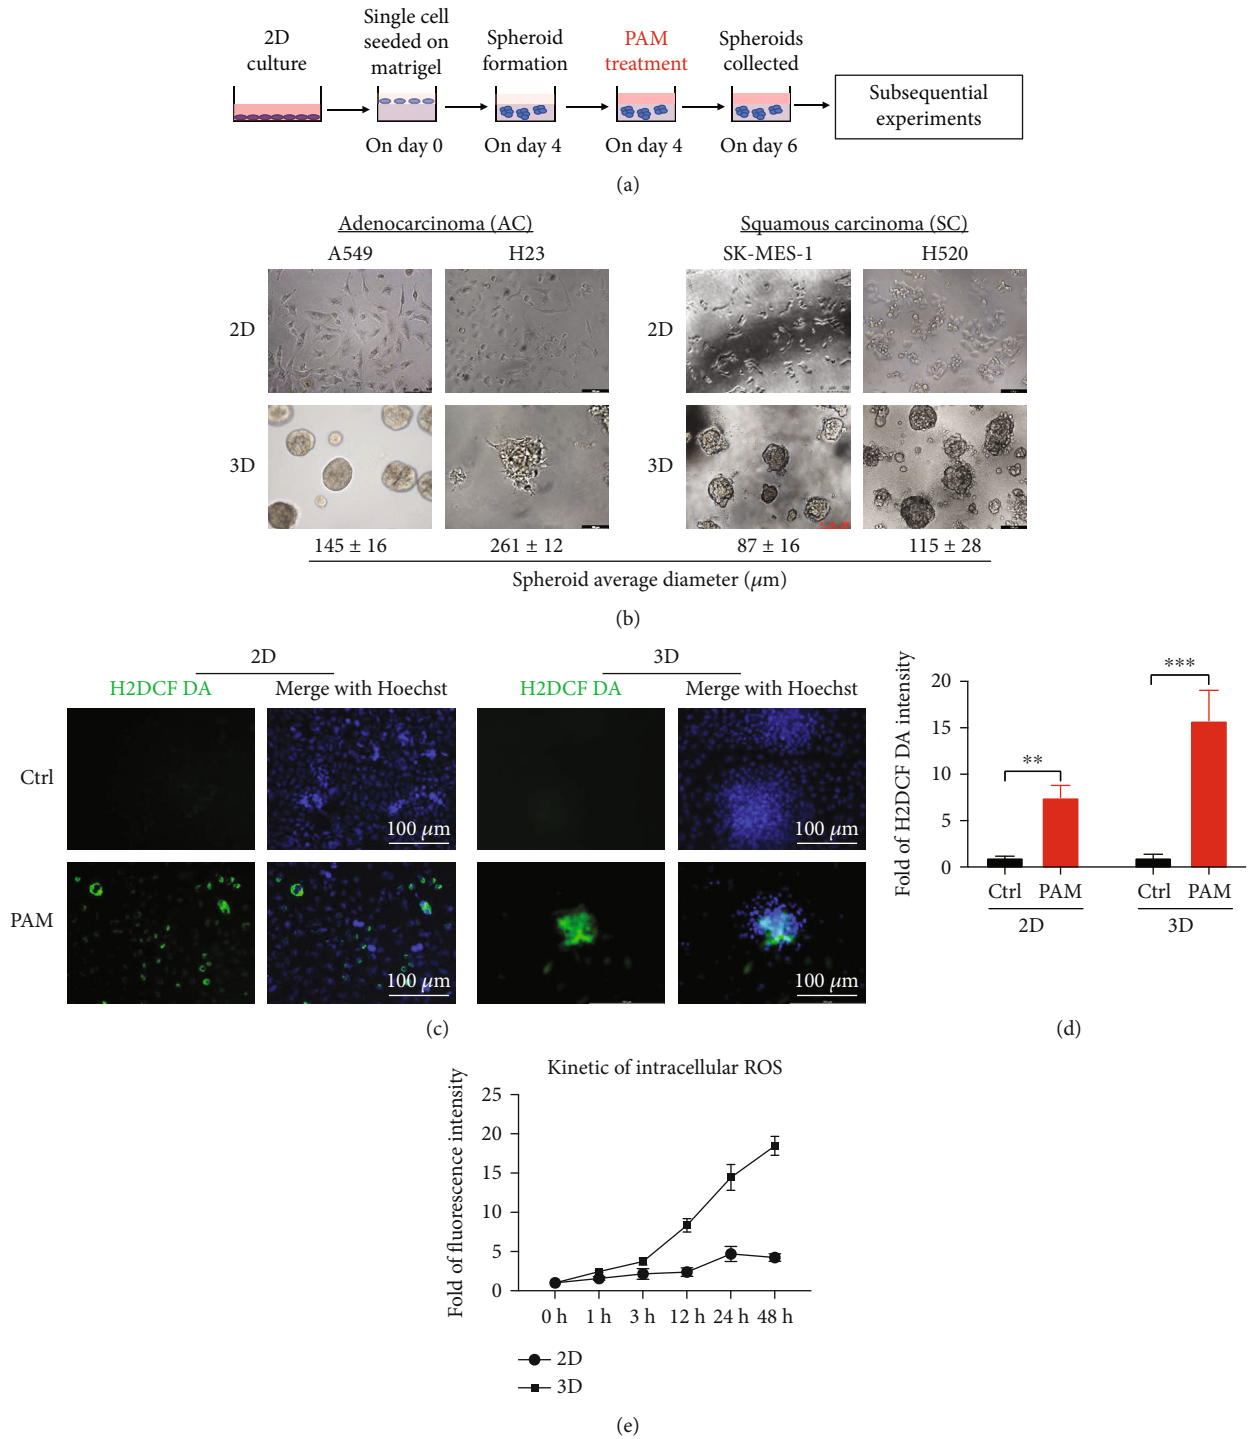 2D
culture
Single cell
seeded on
matrigel
Spheroid
formation
PAM
treatment
Spheroids
collected
Subsequential
experiments
On day 0
On day 4
On day 4
On day 6
(a)
Adenocarcinoma (AC)
Squamous carcinoma (SC)
A549
H23
SK-MES-1
H520
2D
2D
3D
3D
145 ± 16
261 ± 12
87 ± 16
115 ± 28
Spheroid average diameter (μm)
(b)
2D
3D
H2DCF DA
Merge with Hoechst
H2DCF DA
Merge with Hoechst
Ctrl
100 μm
100 μm
PAM
100 μm
100 μm
(c)
Fold of H2DCF DA intensity
20
15
10
5
0
**
***
Ctrl
PAM
Ctrl
PAM
2D
3D
(d)
Kinetic of intracellular ROS
Fold of fluorescence intensity
25
20
15
10
5
0
0 h
1 h
3 h
12 h
24 h
48 h
2D
3D
(e)